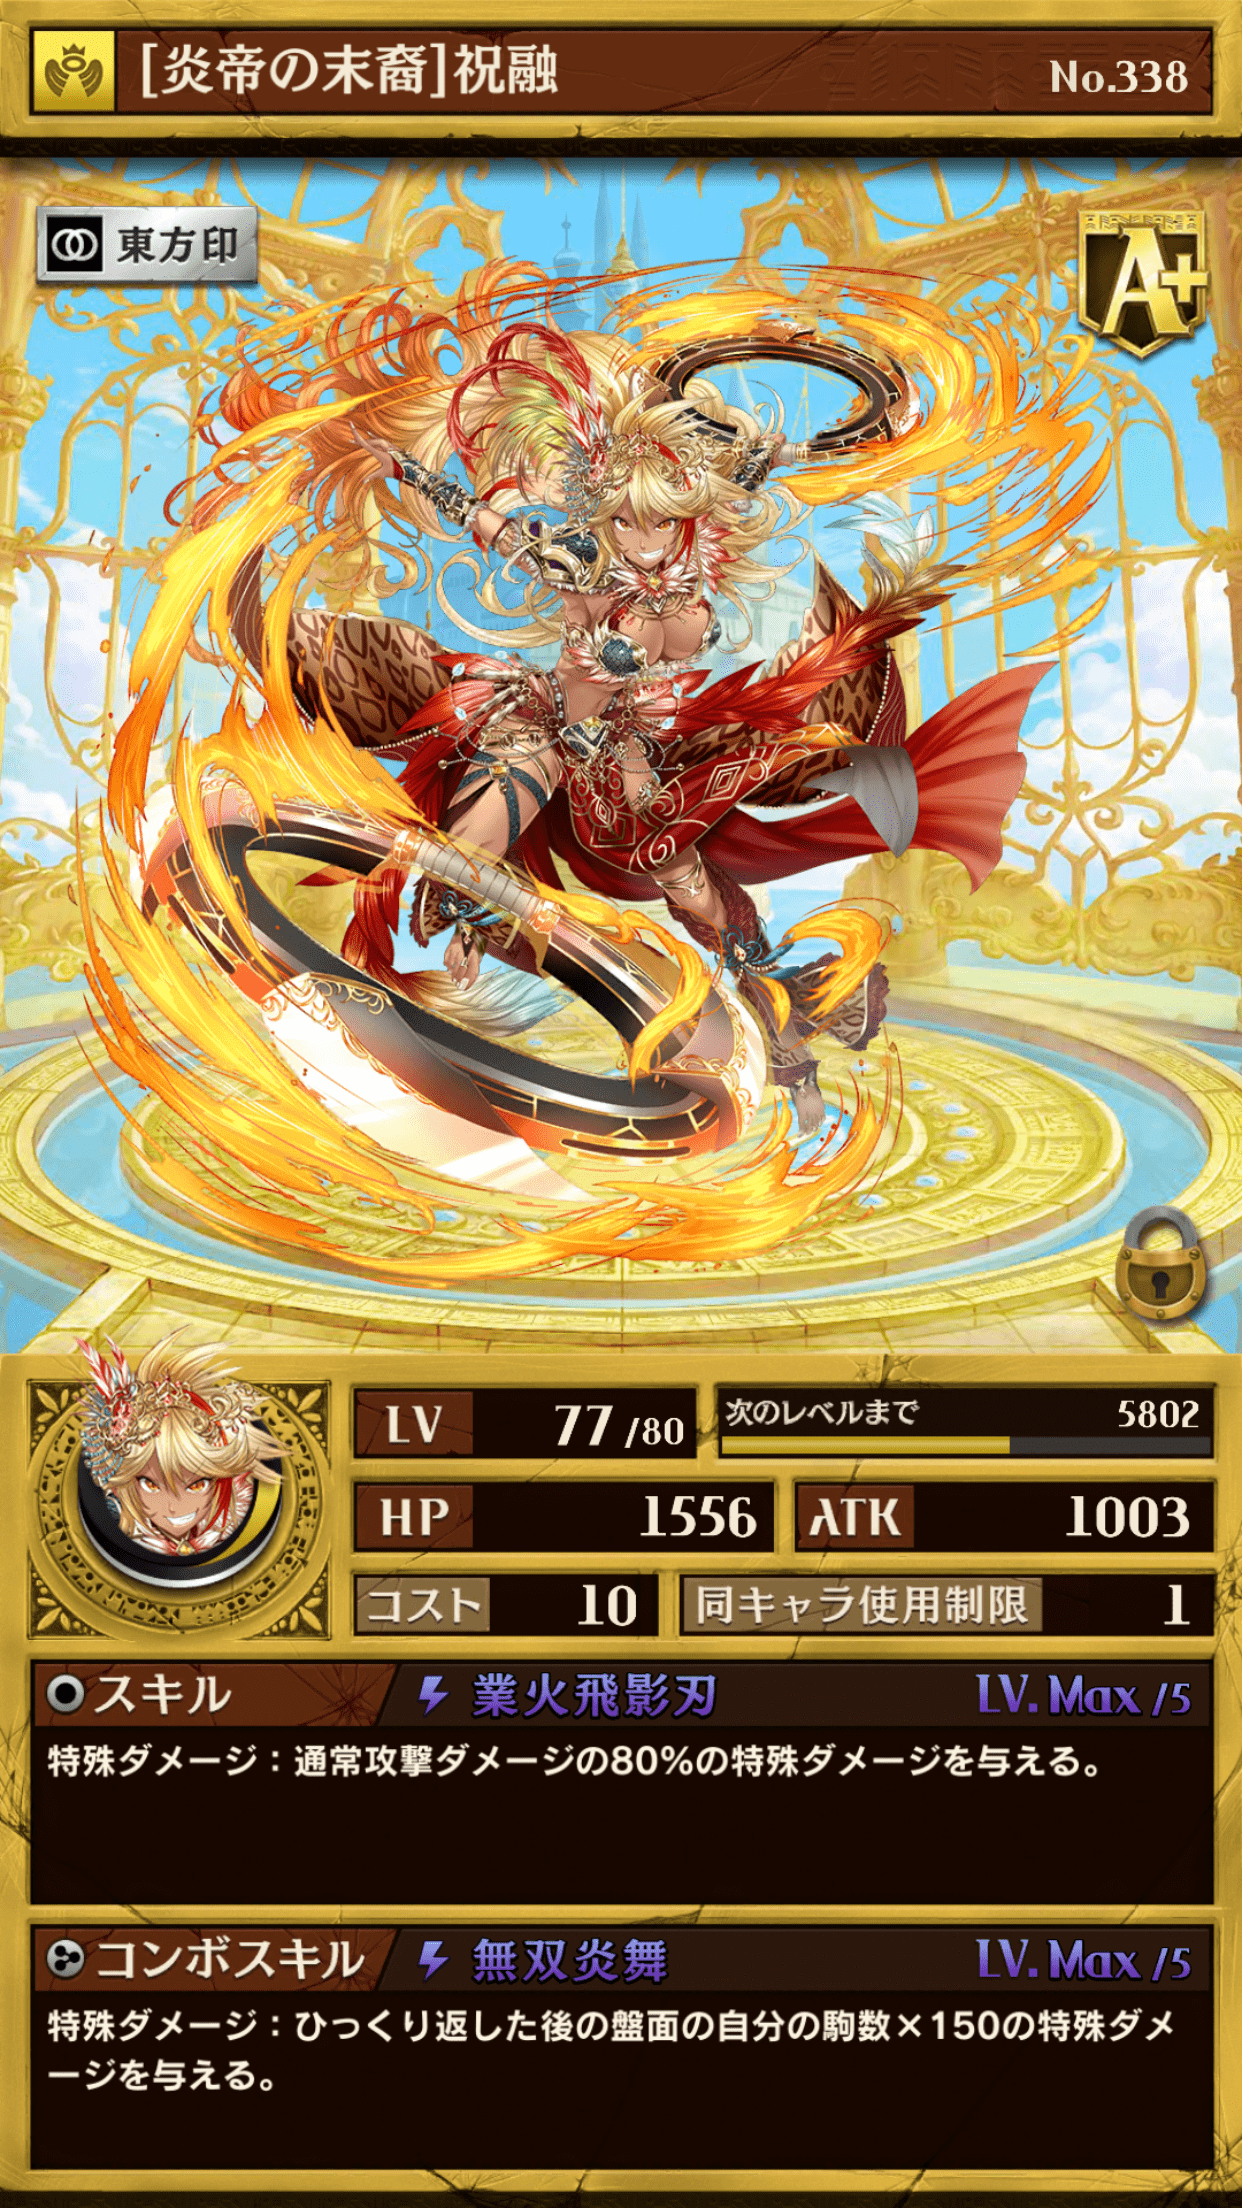 [炎帝の末裔]祝融
No.338
東方印
A+
LV 77/80
次のレベルまで 5802
HP 1556
ATK 1003
コスト 10
同キャラ使用制限 1
スキル 業火飛影刃 LV.Max/5
特殊ダメージ：通常攻撃ダメージの80%の特殊ダメージを与える。
コンボスキル 無双炎舞 LV.Max/5
特殊ダメージ：ひっくり返した後の盤面の自分の駒数×150の特殊ダメ
ージを与える。